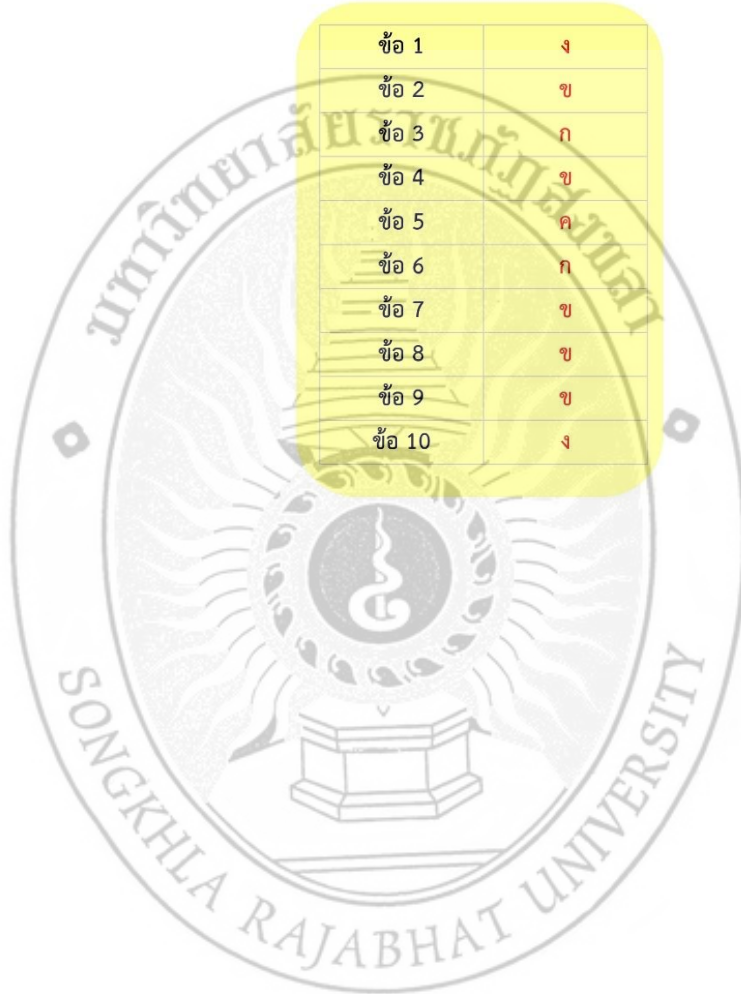 ข้อ 1 ง
ข้อ 2 ข
ข้อ 3 ก
ข้อ 4 ข
ข้อ 5 ค
ข้อ 6 ก
ข้อ 7 ข
ข้อ 8 ข
ข้อ 9 ข
ข้อ 10 ง
มหาวิทยาลัยราชภัฏสงขลา
SONGKHLA RAJABHAT UNIVERSITY